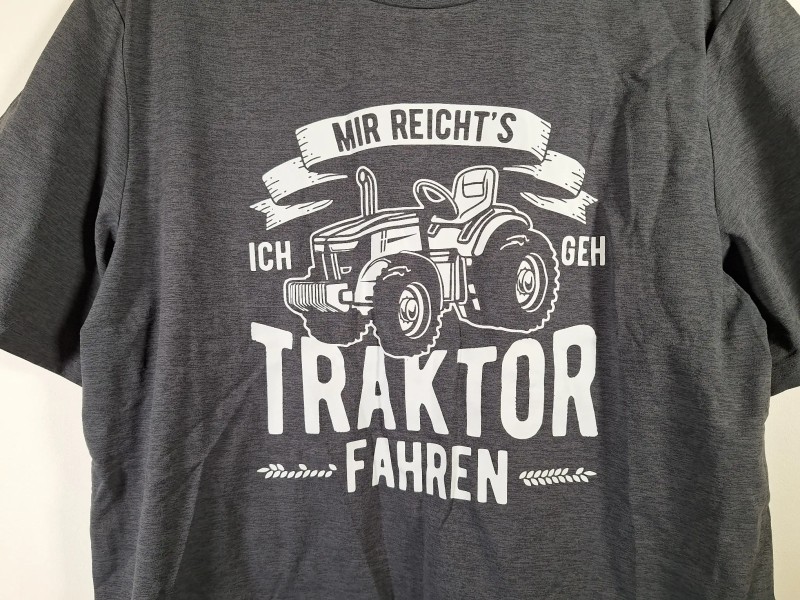 MIR REICHT'S
ICH GEH
TRAKTOR
FAHREN